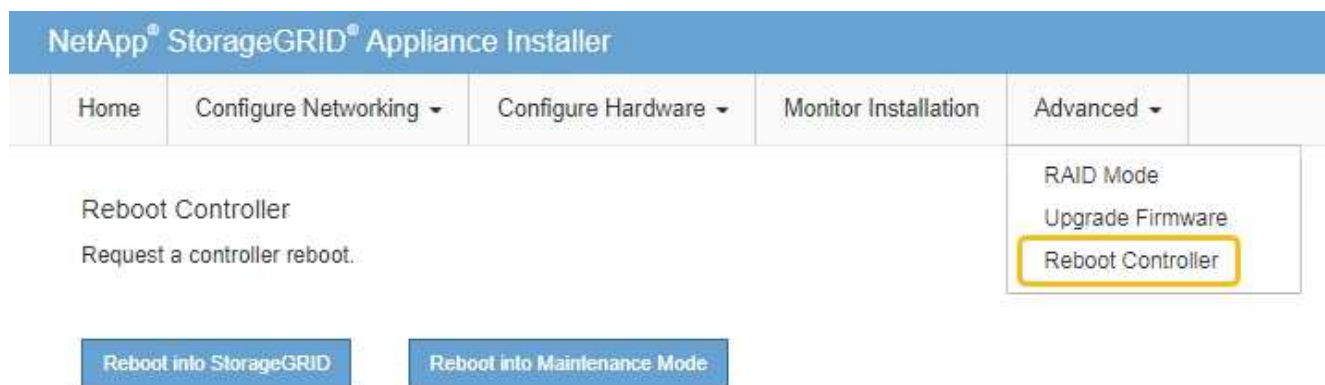 NetApp® StorageGRID® Appliance Installer
Home Configure Networking Configure Hardware Monitor Installation Advanced
RAID Mode
Upgrade Firmware
Reboot Controller
Reboot Controller
Request a controller reboot.
Reboot into StorageGRID Reboot into Maintenance Mode